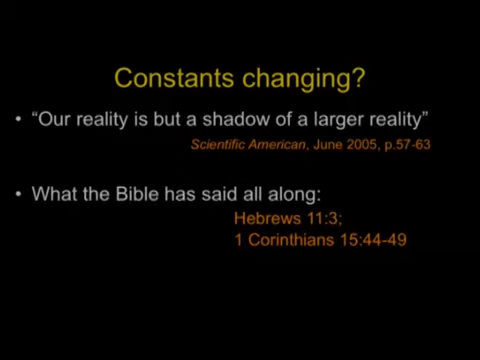 Constants changing?
• “Our reality is but a shadow of a larger reality”
Scientific American, June 2005, p.57-63
• What the Bible has said all along:
Hebrews 11:3;
1 Corinthians 15:44-49